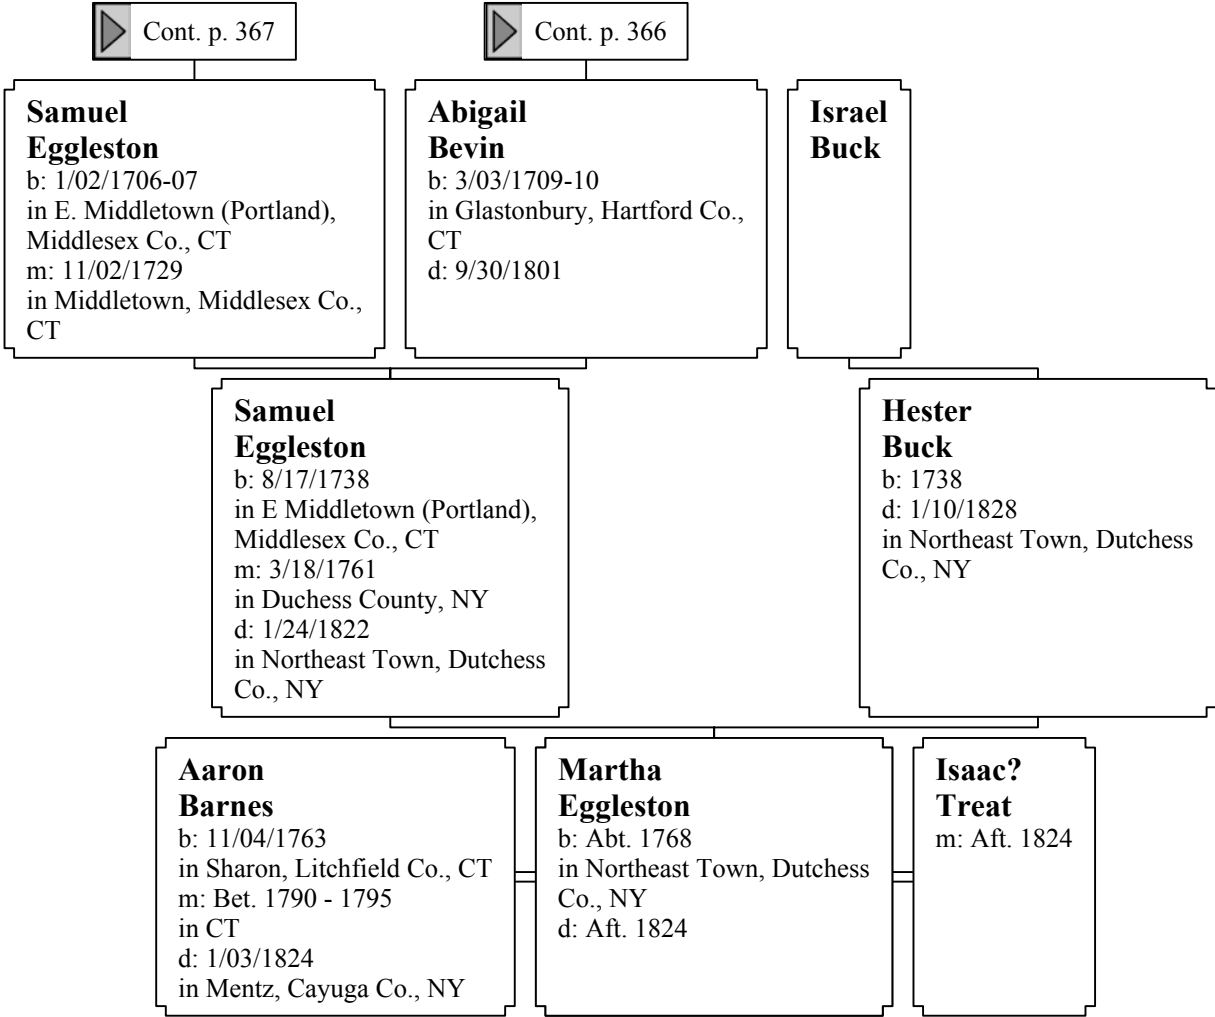 Cont. p. 367
Cont. p. 366
Samuel
Eggleston
b: 1/02/1706-07
in E. Middletown (Portland),
Middlesex Co., CT
m: 11/02/1729
in Middletown, Middlesex Co.,
CT
Abigail
Bevin
b: 3/03/1709-10
in Glastonbury, Hartford Co.,
CT
d: 9/30/1801
Israel
Buck
Samuel
Eggleston
b: 8/17/1738
in E Middletown (Portland),
Middlesex Co., CT
m: 3/18/1761
in Duchess County, NY
d: 1/24/1822
in Northeast Town, Dutchess
Co., NY
Hester
Buck
b: 1738
d: 1/10/1828
in Northeast Town, Dutchess
Co., NY
Aaron
Barnes
b: 11/04/1763
in Sharon, Litchfield Co., CT
m: Bet. 1790 - 1795
in CT
d: 1/03/1824
in Mentz, Cayuga Co., NY
Martha
Eggleston
b: Abt. 1768
in Northeast Town, Dutchess
Co., NY
d: Aft. 1824
Isaac?
Treat
m: Aft. 1824